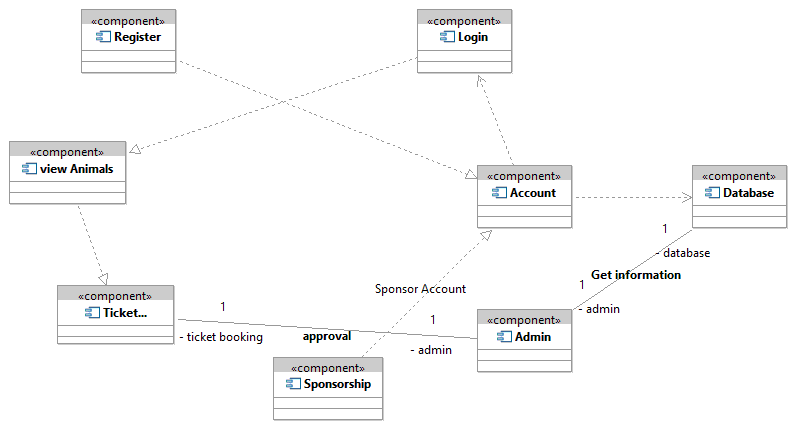 «component»
Register
«component»
Login
«component»
view Animals
«component»
Account
«component»
Database
1
- database
Get information
1
- admin
Sponsor Account
«component»
Ticket...
1
- ticket booking
approval
1
- admin
«component»
Admin
«component»
Sponsorship